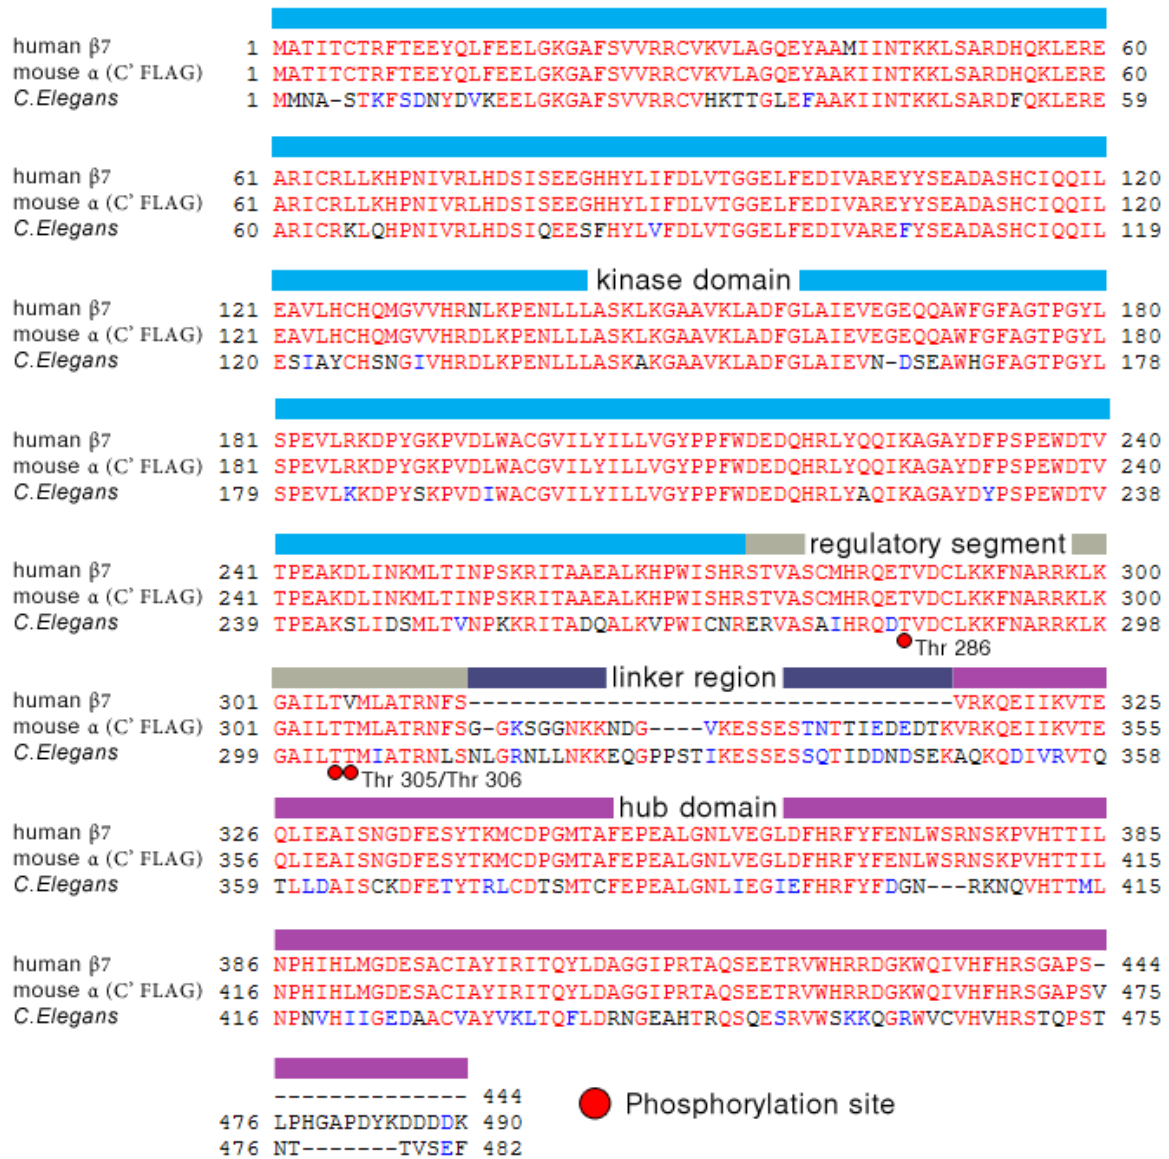 human β7 1 MATITCTRFTEEYQLFEELGKGAFSVVRRCVKVLAGQEYAAMIINTKKLSARDHQKLERE 60
mouse α (C' FLAG) 1 MATITCTRFTEEYQLFEELGKGAFSVVRRCVKVLAGQEYAAKIINTKKLSARDHQKLERE 60
C.Elegans 1 MMNA-STKFSDNYDVKEELGKGAFSVVRRCVHKTTGLEFAAKIINTKKLSARDFQKLERE 59
human β7 61 ARICRLLKHPNIVRLHDSISEEGHHYLIFDLVTGGELFEDIVAREYYSEADASHCIQQIL 120
mouse α (C' FLAG) 61 ARICRLLKHPNIVRLHDSISEEGHHYLIFDLVTGGELFEDIVAREYYSEADASHCIQQIL 120
C.Elegans 60 ARICRKLQHPNIVRLHDSIQEESFHYLVFDLVTGGELFEDIVAREFYSEADASHCIQQIL 119
kinase domain
human β7 121 EAVLHCHQMGVVHRNLKPENLLLASKLKGAAVKLADFGLAIEVEGEQQAWFGFAGTPGYL 180
mouse α (C' FLAG) 121 EAVLHCHQMGVVHRDLKPENLLLASKLKGAAVKLADFGLAIEVEGEQQAWFGFAGTPGYL 180
C.Elegans 120 ESIAYCHSNGIVHRDLKPENLLLASKAKGAAVKLADFGLAIEVN-DSEAWHGFAGTPGYL 178
human β7 181 SPEVLRKDPYGKPVDLWACGVILYILLVGYPPFWDEDQHRLYQQIKAGAYDFPSPEWDTV 240
mouse α (C' FLAG) 181 SPEVLRKDPYGKPVDLWACGVILYILLVGYPPFWDEDQHRLYQQIKAGAYDFPSPEWDTV 240
C.Elegans 179 SPEVLKKDPYSKPVDIWACGVILYILLVGYPPFWDEDQHRLYAQIKAGAYDYPSPEWDTV 238
regulatory segment
human β7 241 TPEAKDLINKMLTINPSKRITAAEALKHPWISHRSTVASCMHRQETVDCLKKFNARRKLK 300
mouse α (C' FLAG) 241 TPEAKDLINKMLTINPSKRITAAEALKHPWISHRSTVASCMHRQETVDCLKKFNARRKLK 300
C.Elegans 239 TPEAKSLIDSMLTVNPKKRITADQALKVPWICNRERVASAIHRQDTVDCLKKFNARRKLK 298
Thr 286
linker region
human β7 301 GAILTVMLATRNFS-----------------------------------VRKQEIIKVTE 325
mouse α (C' FLAG) 301 GAILTTMLATRNFSG-GKSGGNKKNDG----VKESSESTNTTIEDEDTKVRKQEIIKVTE 355
C.Elegans 299 GAILTTMIATRNLSNLGRNLLNKKEQGPPSTIKESSESSQTIDDNDSEKAQKQDIVRVTQ 358
Thr 305/Thr 306
hub domain
human β7 326 QLIEAISNGDFESYTKMCDPGMTAFEPEALGNLVEGLDFHRFYFENLWSRNSKPVHTTIL 385
mouse α (C' FLAG) 356 QLIEAISNGDFESYTKMCDPGMTAFEPEALGNLVEGLDFHRFYFENLWSRNSKPVHTTIL 415
C.Elegans 359 TLLDAISCKDFETYTRLCDTSMTCFEPEALGNLIEGIEFHRFYFDGN---RKNQVHTTML 415
human β7 386 NPHIHLMGDESACIAYIRITQYLDAGGIPRTAQSEETRVWHRRDGKWQIVHFHRSGAPS- 444
mouse α (C' FLAG) 416 NPHIHLMGDESACIAYIRITQYLDAGGIPRTAQSEETRVWHRRDGKWQIVHFHRSGAPSV 475
C.Elegans 416 NPNVHIIGEDAACVAYVKLTQFLDRNGEAHTRQSQESRVWSKKQGRWVCVHVHRSTQPST 475
-------------- 444
476 LPHGAPDYKDDDDK 490
476 NT-------TVSEF 482
Phosphorylation site